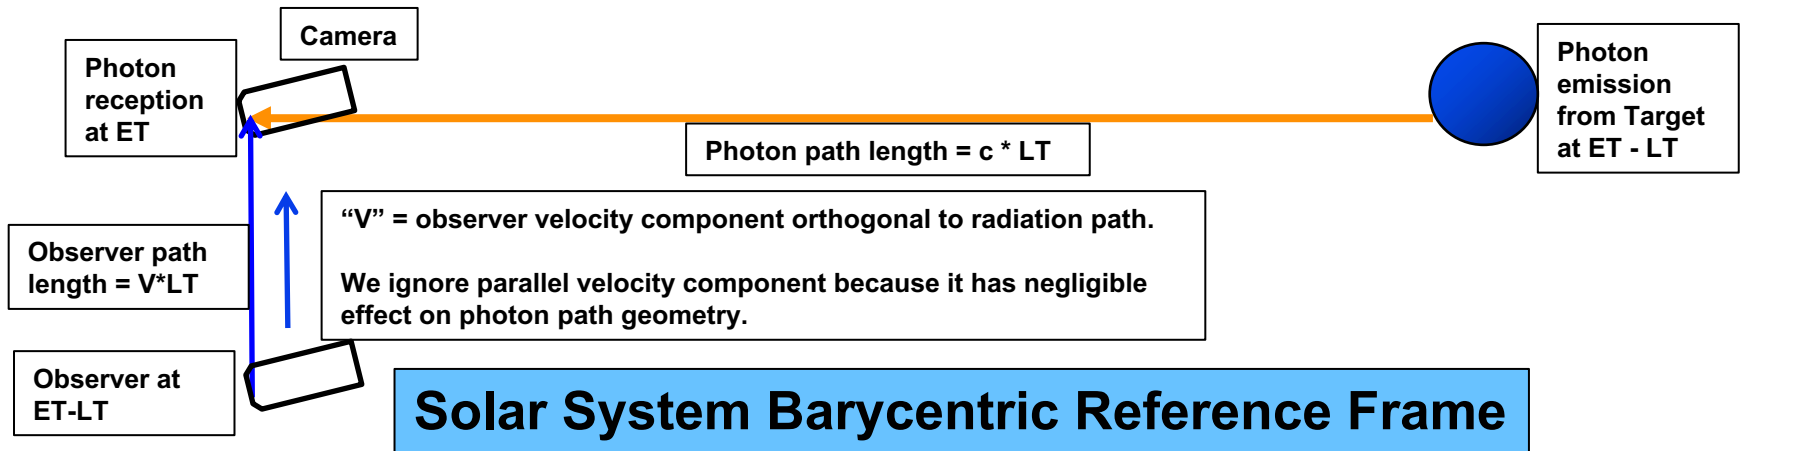 Camera
Photon
reception
at ET
Photon
emission
from Target
at ET - LT
Photon path length = c * LT
“V” = observer velocity component orthogonal to radiation path.
We ignore parallel velocity component because it has negligible
effect on photon path geometry.
Observer path
length = V*LT
Observer at
ET-LT
Solar System Barycentric Reference Frame